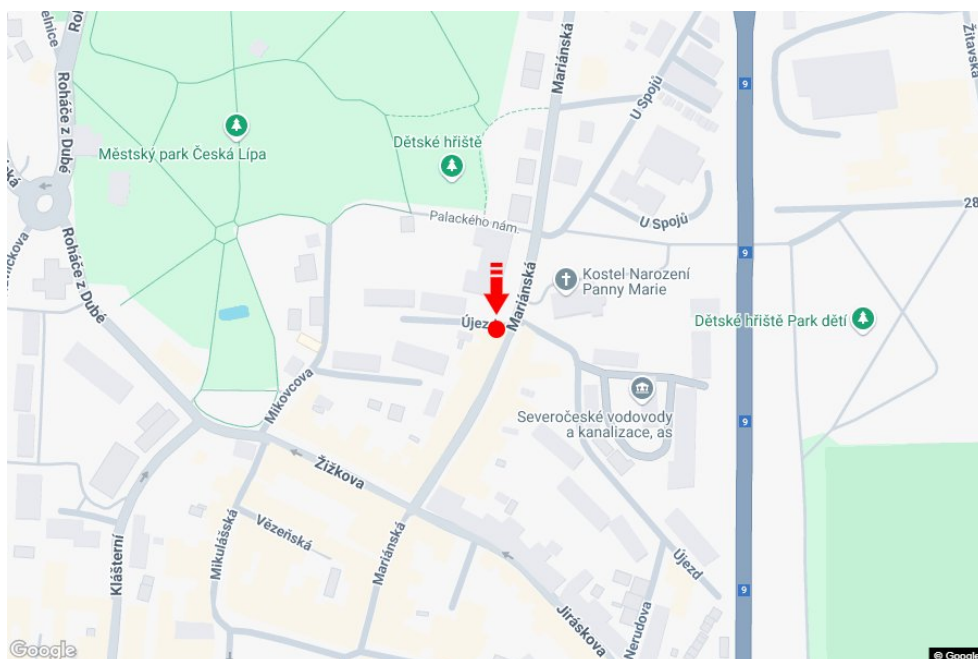 Roháče z Dubé
Mariánská
9
Žitavská
U Spojů
Městský park Česká Lípa
Dětské hřiště
Palackého nám.
U Spojů
28
9
Roháče z Dubé
Mariánská
Kostel Narození
Panny Marie
Újezd
Dětské hřiště Park dětí
Mikovcova
Severočeské vodovody
a kanalizace, as
9
Žižkova
Vězeňská
Mikulášská
Klášterní
Mariánská
Újezd
9
Jiráskova
Nerudova
Google
© Google